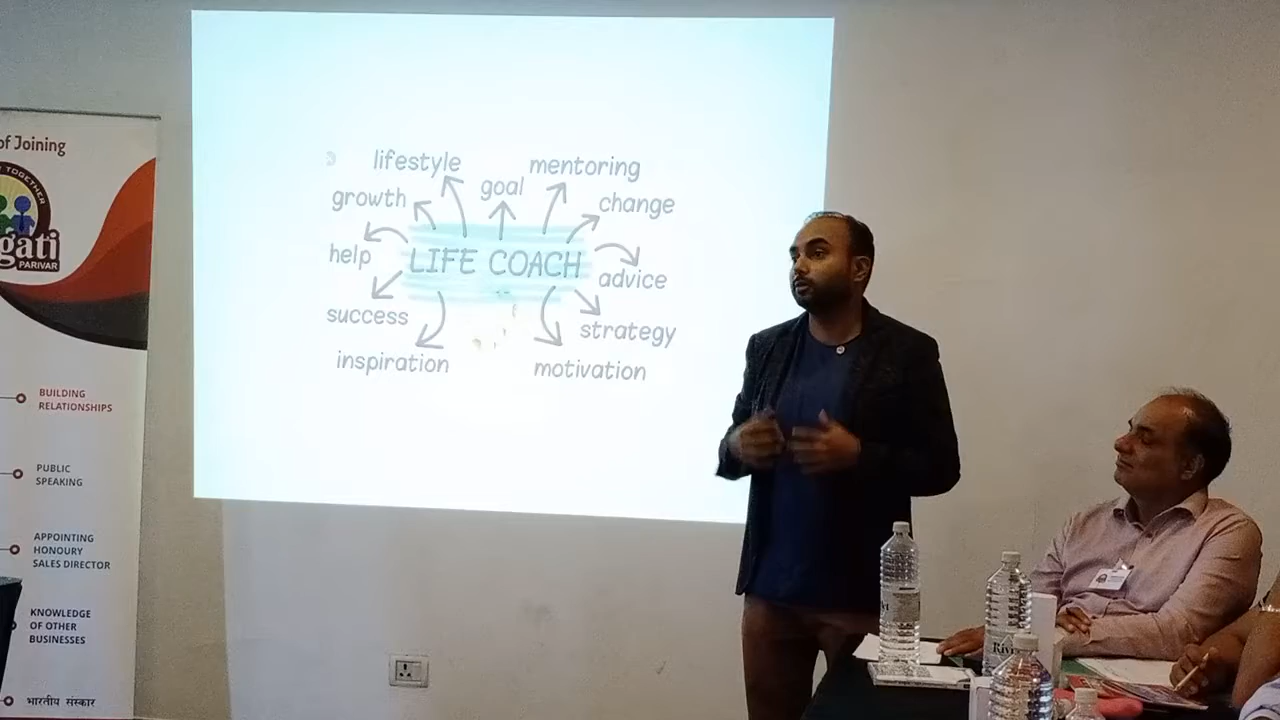 of Joining
TOGETHER
gati
PARIVAR
BUILDING
RELATIONSHIPS
PUBLIC
SPEAKING
APPOINTING
HONOURY
SALES DIRECTOR
KNOWLEDGE
OF OTHER
BUSINESSES
भारतीय संस्कार
lifestyle
mentoring
growth
goal
change
help
LIFE COACH
advice
success
strategy
inspiration
motivation